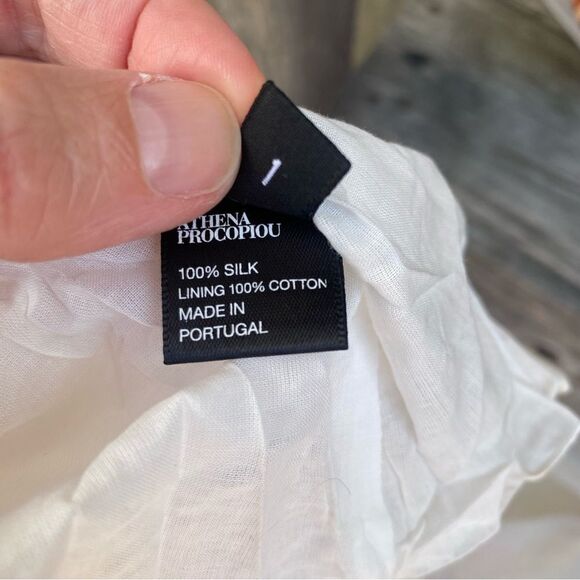 1
ATHENA
PROCOPIOU
100% SILK
LINING 100% COTTON
MADE IN
PORTUGAL